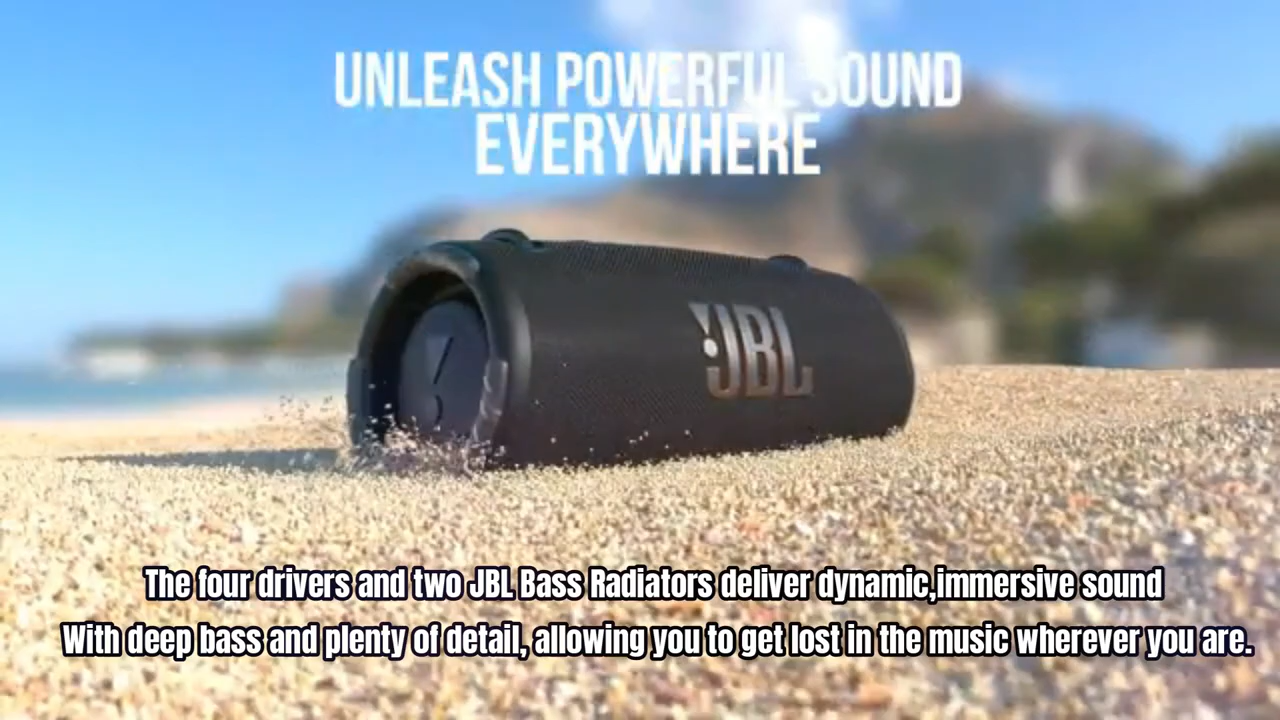 UNLEASH POWERFUL SOUND
EVERYWHERE
JBL
The four drivers and two JBL Bass Radiators deliver dynamic,immersive sound
With deep bass and plenty of detail, allowing you to get lost in the music wherever you are.